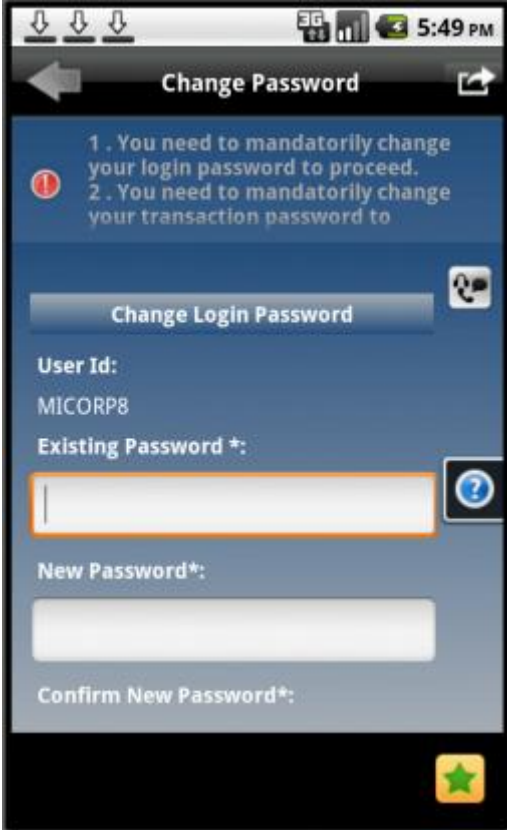 3G
5:49 PM
Change Password
1 . You need to mandatorily change
your login password to proceed.
2 . You need to mandatorily change
your transaction password to
Change Login Password
User Id:
MICORP8
Existing Password *:
New Password*:
Confirm New Password*: